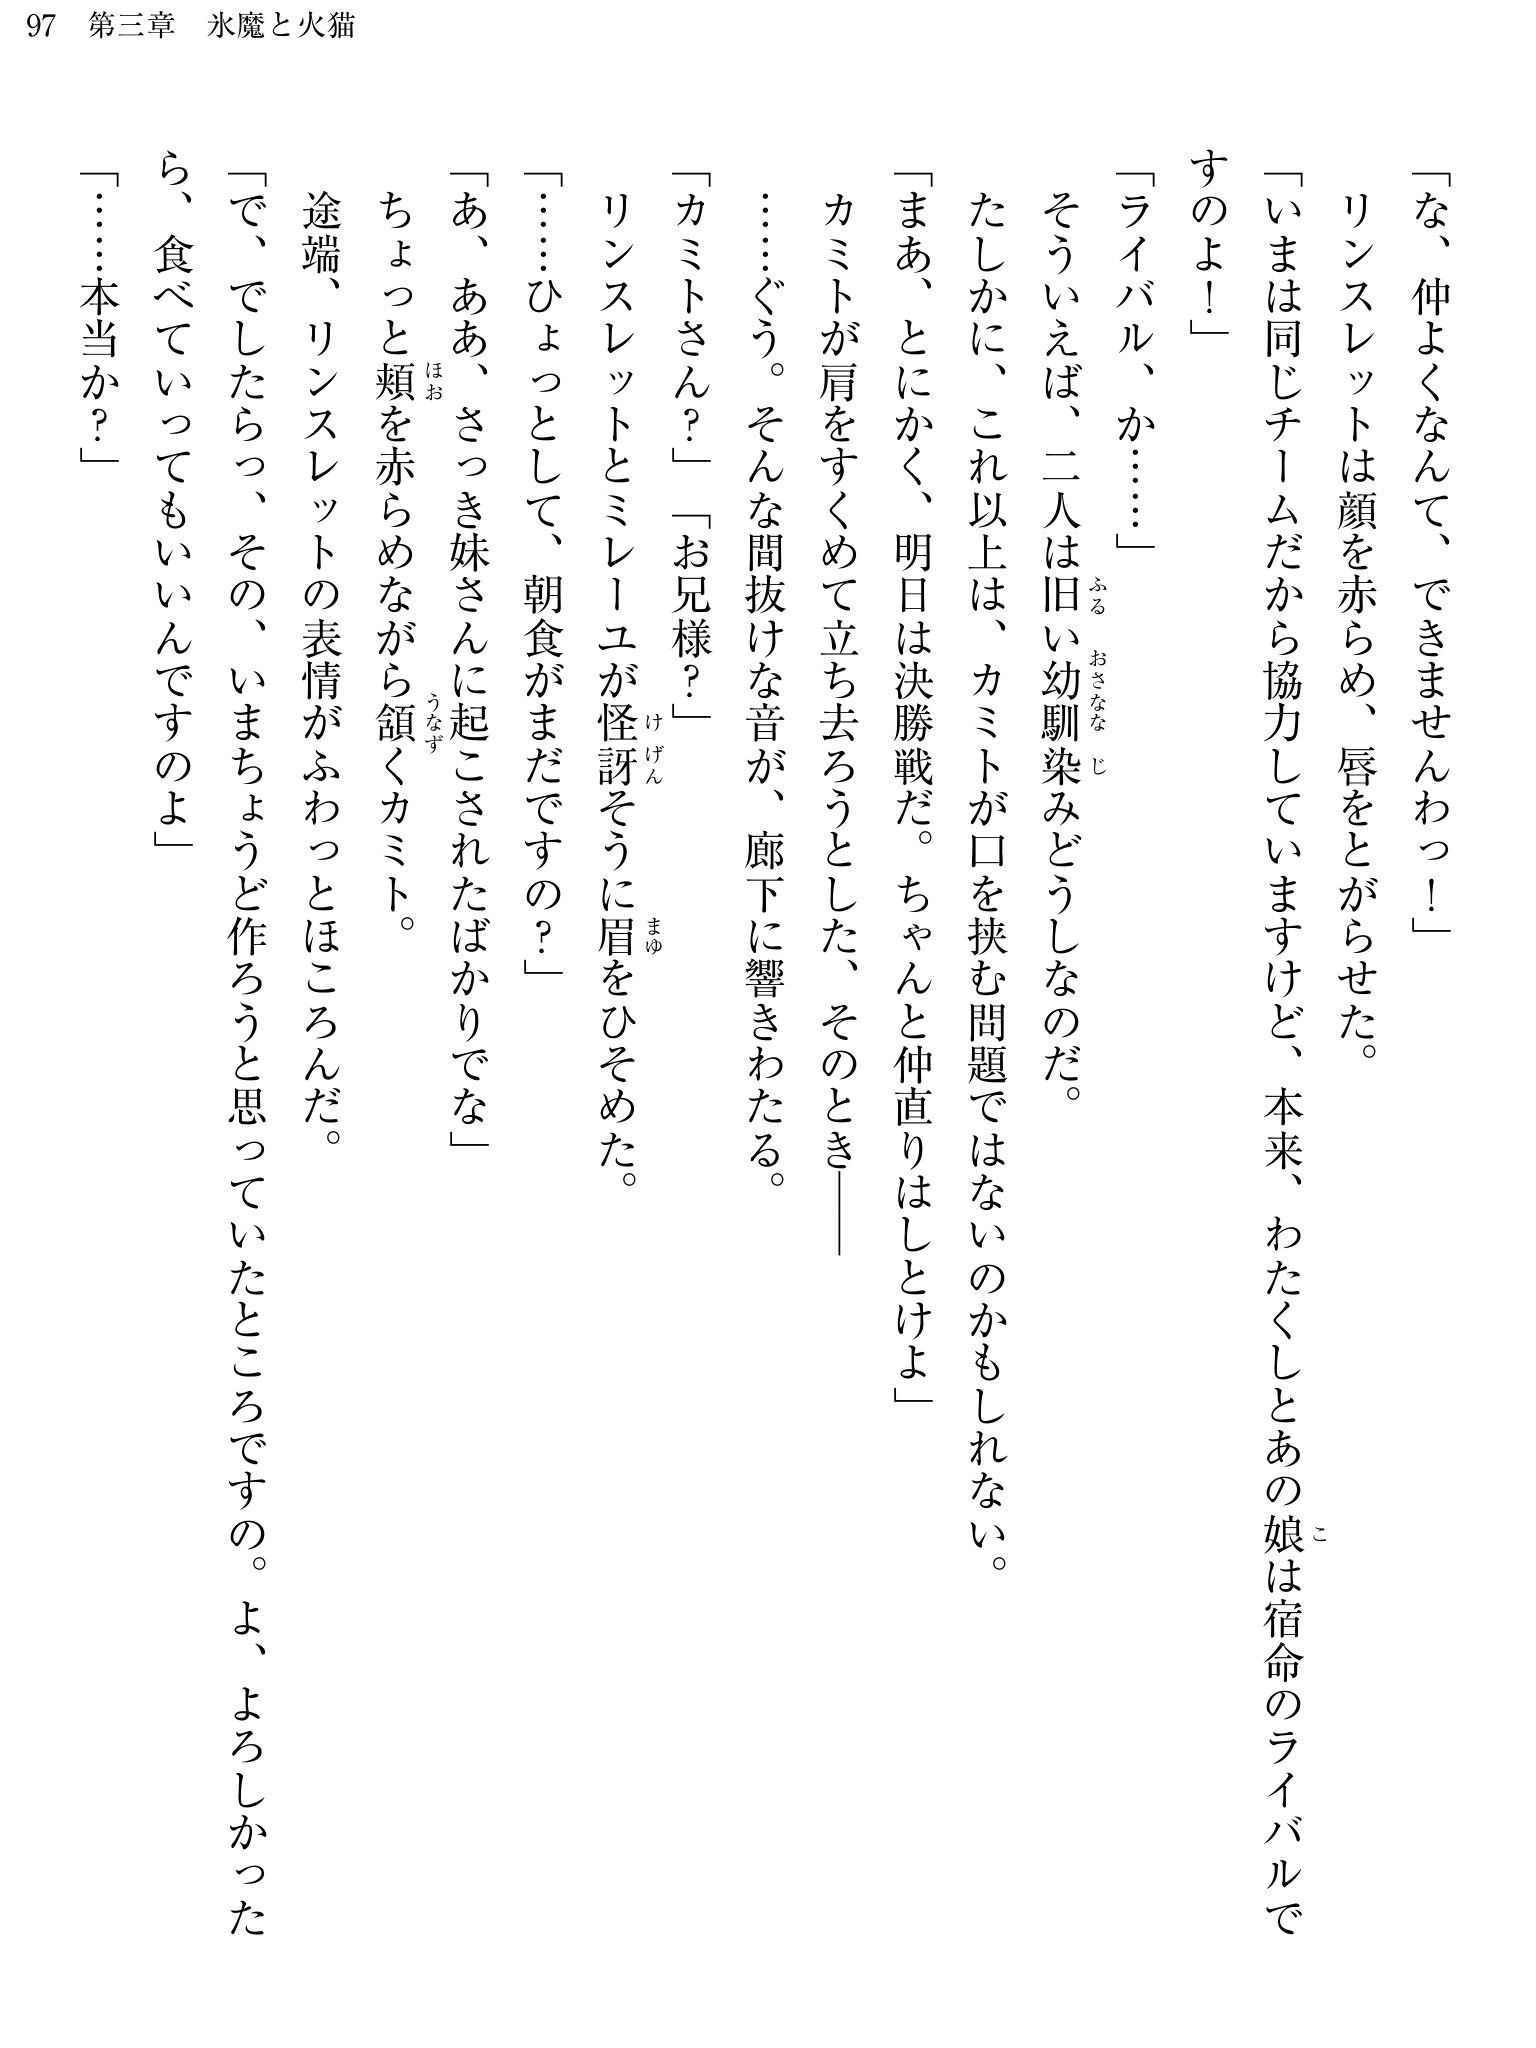 97 第三章 氷魔と火猫
「な、仲よくなんて、できませんわっ！」
リンスレットは顔を赤らめ、唇をとがらせた。
「いまは同じチームだから協力していますけど、本来、わたくしとあの娘は宿命のライバルで
すのよ！」
「ライバル、か……」
そういえば、二人は旧い幼馴染みどうしなのだ。
たしかに、これ以上は、カミトが口を挟む問題ではないのかもしれない。
「まあ、とにかく、明日は決勝戦だ。ちゃんと仲直りはしとけよ」
カミトが肩をすくめて立ち去ろうとした、そのとき――
……ぐう。そんな間抜けな音が、廊下に響きわたる。
「カミトさん？」「お兄様？」
リンスレットとミレーユが怪訝そうに眉をひそめた。
「……ひょっとして、朝食がまだですの？」
「あ、ああ、さっき妹さんに起こされたばかりでな」
ちょっと頬を赤らめながら頷くカミト。
途端、リンスレットの表情がふわっとほころんだ。
「で、でしたらっ、その、いまちょうど作ろうと思っていたところですの。よ、よろしかった
ら、食べていってもいいんですのよ」
「……本当か？」